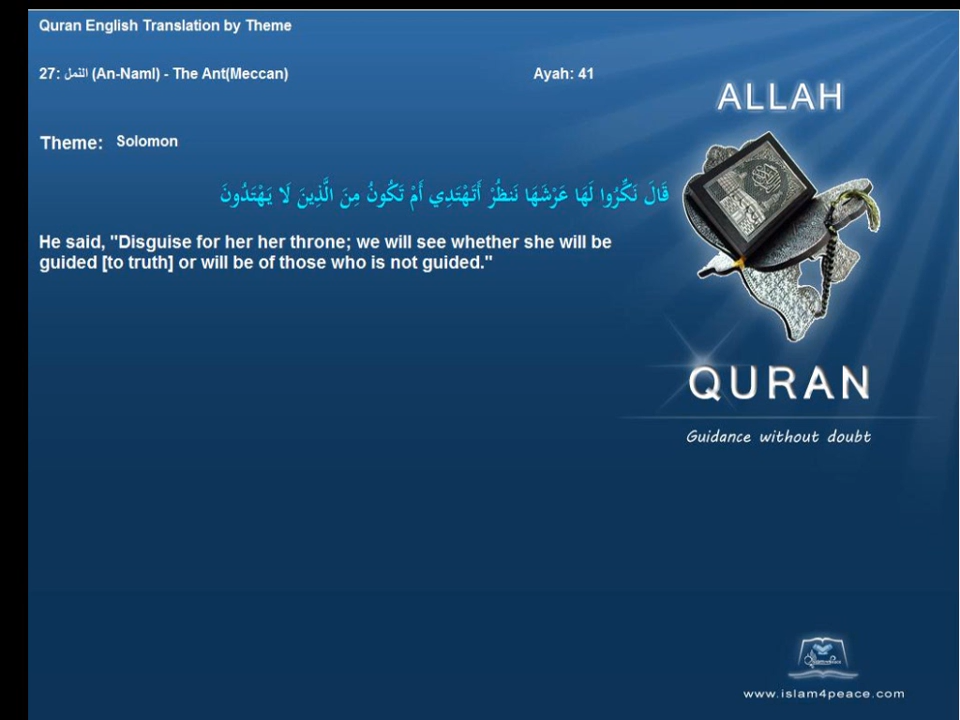 Quran English Translation by Theme
27: النمل (An-Naml) - The Ant(Meccan) Ayah: 41
ALLAH
Theme: Solomon
قَالَ نَكِّرُوا لَهَا عَرْشَهَا نَنظُرْ أَتَهْتَدِي أَمْ تَكُونُ مِنَ الَّذِينَ لَا يَهْتَدُونَ
He said, "Disguise for her her throne; we will see whether she will be
guided [to truth] or will be of those who is not guided."
QURAN
Guidance without doubt
www.islam4peace.com